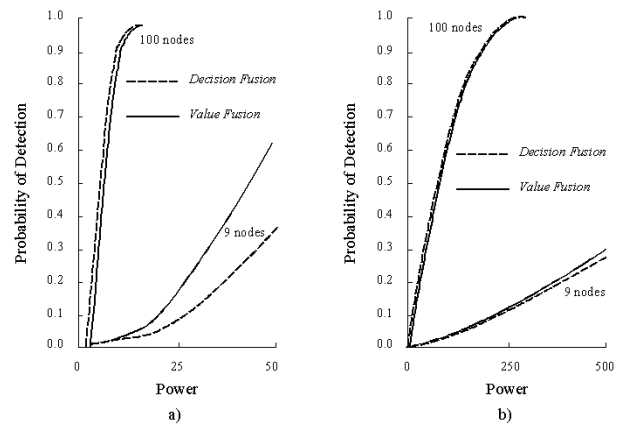 1.0
0.9
0.8
0.7
0.6
0.5
0.4
0.3
0.2
0.1
0.0
Probability of Detection
100 nodes
Decision Fusion
Value Fusion
9 nodes
0
25
50
Power
a)
1.0
0.9
0.8
0.7
0.6
0.5
0.4
0.3
0.2
0.1
0.0
Probability of Detection
100 nodes
Decision Fusion
Value Fusion
9 nodes
0
250
500
Power
b)